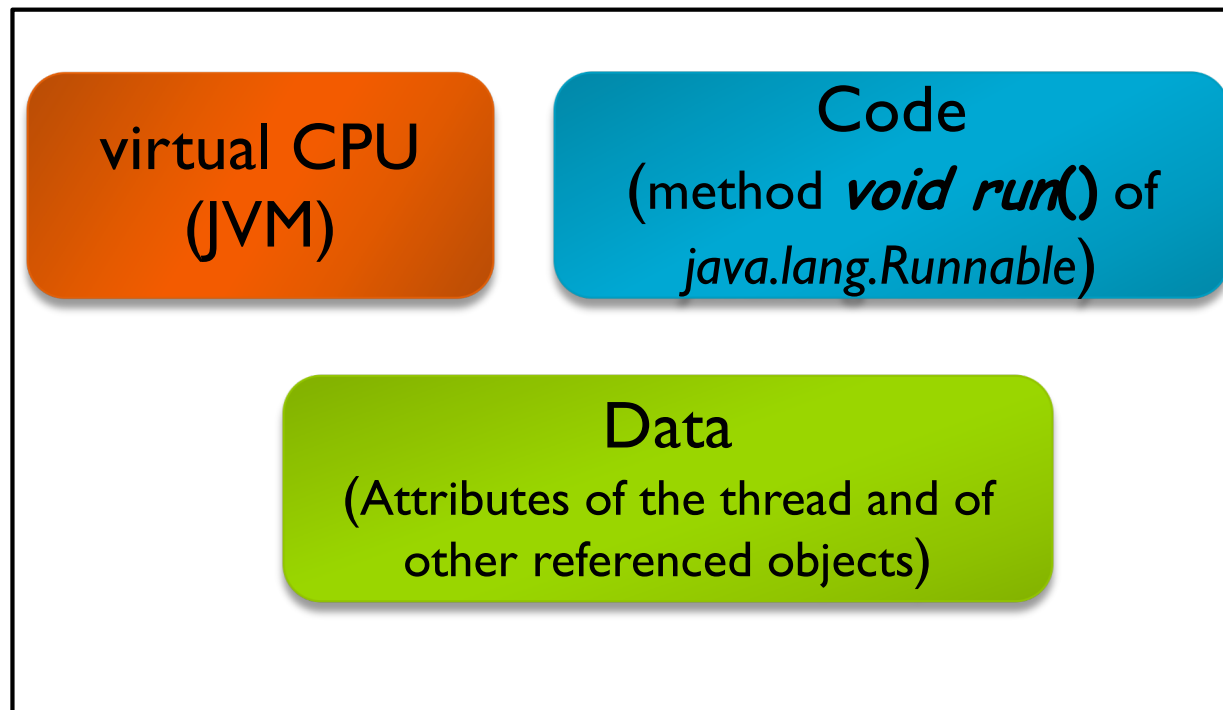 virtual CPU
(JVM)
Code
(method void run() of
java.lang.Runnable)
Data
(Attributes of the thread and of
other referenced objects)